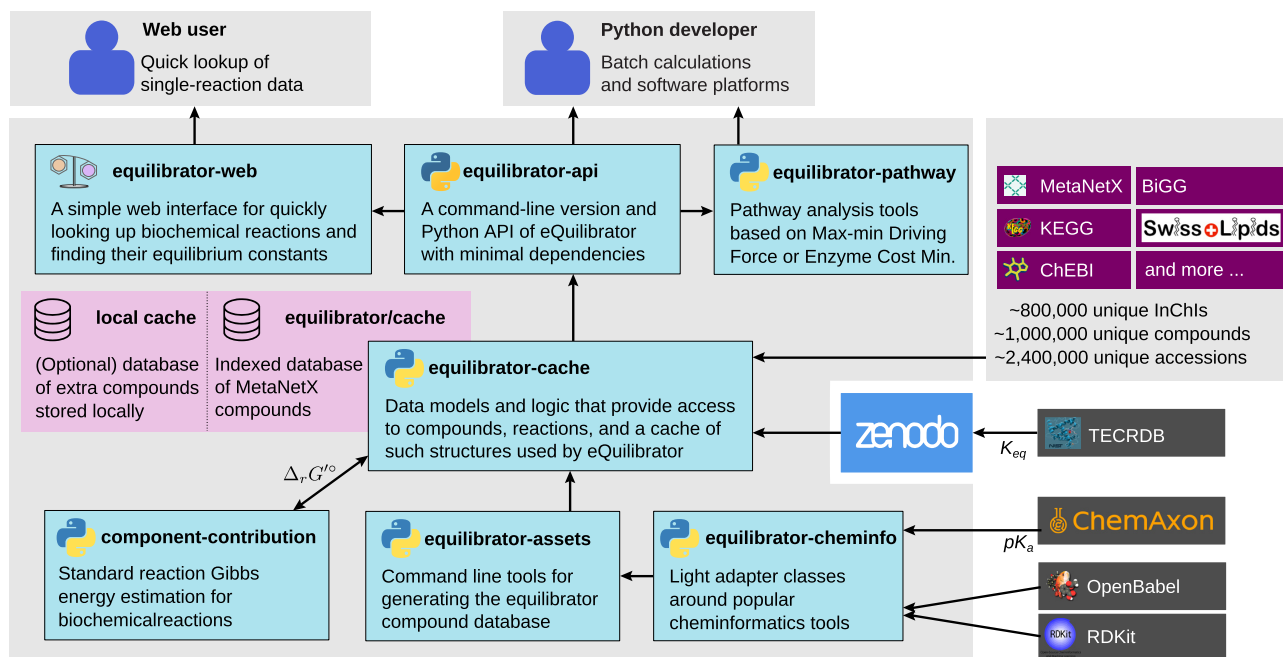 Web user
Quick lookup of
single-reaction data
Python developer
Batch calculations
and software platforms
equilibrator-web
A simple web interface for quickly
looking up biochemical reactions and
finding their equilibrium constants
equilibrator-api
A command-line version and
Python API of eQuilibrator
with minimal dependencies
equilibrator-pathway
Pathway analysis tools
based on Max-min Driving
Force or Enzyme Cost Min.
MetaNetX
BiGG
KEGG
SwissLipids
ChEBI
and more ...
~800,000 unique InChIs
~1,000,000 unique compounds
~2,400,000 unique accessions
local cache
(Optional) database
of extra compounds
stored locally
equilibrator/cache
Indexed database
of MetaNetX
compounds
equilibrator-cache
Data models and logic that provide access
to compounds, reactions, and a cache of
such structures used by eQuilibrator
zenodo
K_eq
TECRDB
Δ_r G′°
component-contribution
Standard reaction Gibbs
energy estimation for
biochemicalreactions
equilibrator-assets
Command line tools for
generating the equilibrator
compound database
equilibrator-cheminfo
Light adapter classes
around popular
cheminformatics tools
ChemAxon
pK_a
OpenBabel
RDKit
RDKit